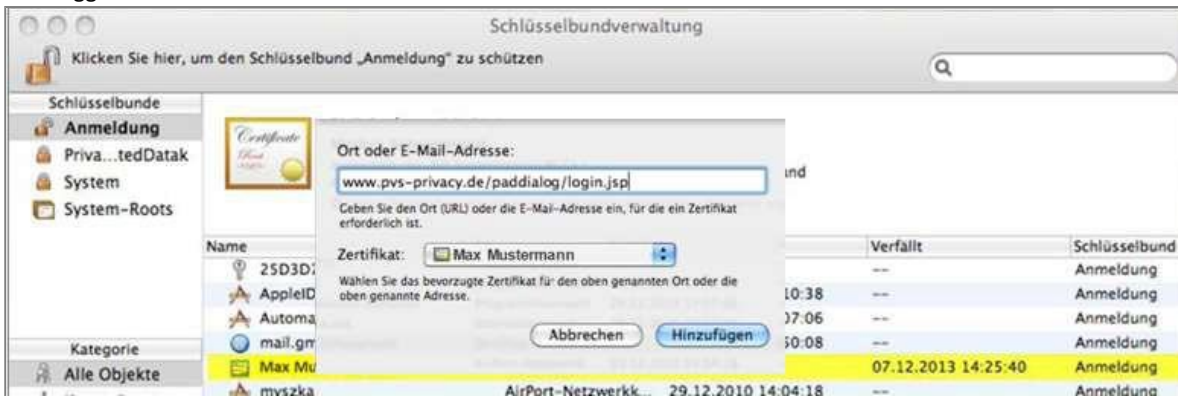 Schlüsselbundverwaltung
Klicken Sie hier, um den Schlüsselbund „Anmeldung" zu schützen
Schlüsselbunde
Anmeldung
Priva...tedDatak
System
System-Roots
Certificate
Ort oder E-Mail-Adresse:
www.pvs-privacy.de/paddialog/login.jsp
Geben Sie den Ort (URL) oder die E-Mail-Adresse ein, für die ein Zertifikat
erforderlich ist.
Zertifikat: Max Mustermann
Wählen Sie das bevorzugte Zertifikat für den oben genannten Ort oder die
oben genannte Adresse.
Abbrechen Hinzufügen
und
Name Verfällt Schlüsselbund
25D3D -- Anmeldung
AppleID 10:38 -- Anmeldung
Automa 07:06 -- Anmeldung
mail.gm 50:08 -- Anmeldung
Max Mu 07.12.2013 14:25:40 Anmeldung
myszka AirPort-Netzwerkk... 29.12.2010 14:04:18 -- Anmeldung
Kategorie
Alle Objekte